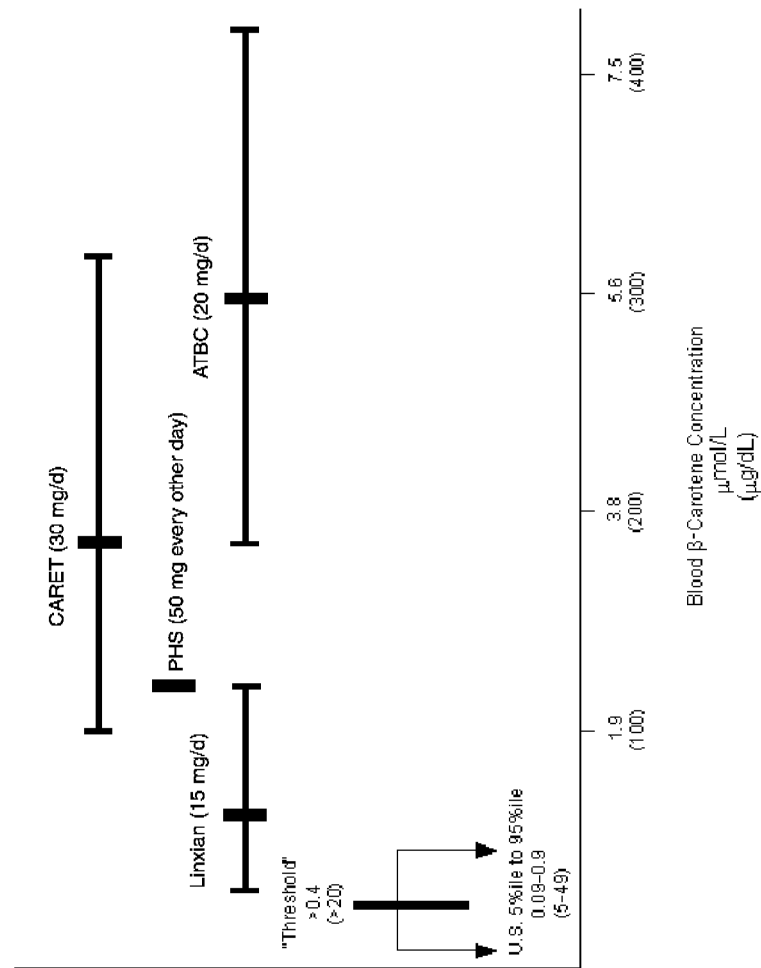 CARET (30 mg/d)
PHS (50 mg every other day)
Linxian (15 mg/d)
ATBC (20 mg/d)
"Threshold"
>0.4
(>20)
U.S. 5%ile to 95%ile
0.09–0.9
(5–49)
1.9
(100)
3.8
(200)
5.6
(300)
7.5
(400)
Blood β-Carotene Concentration
μmol/L
(μg/dL)